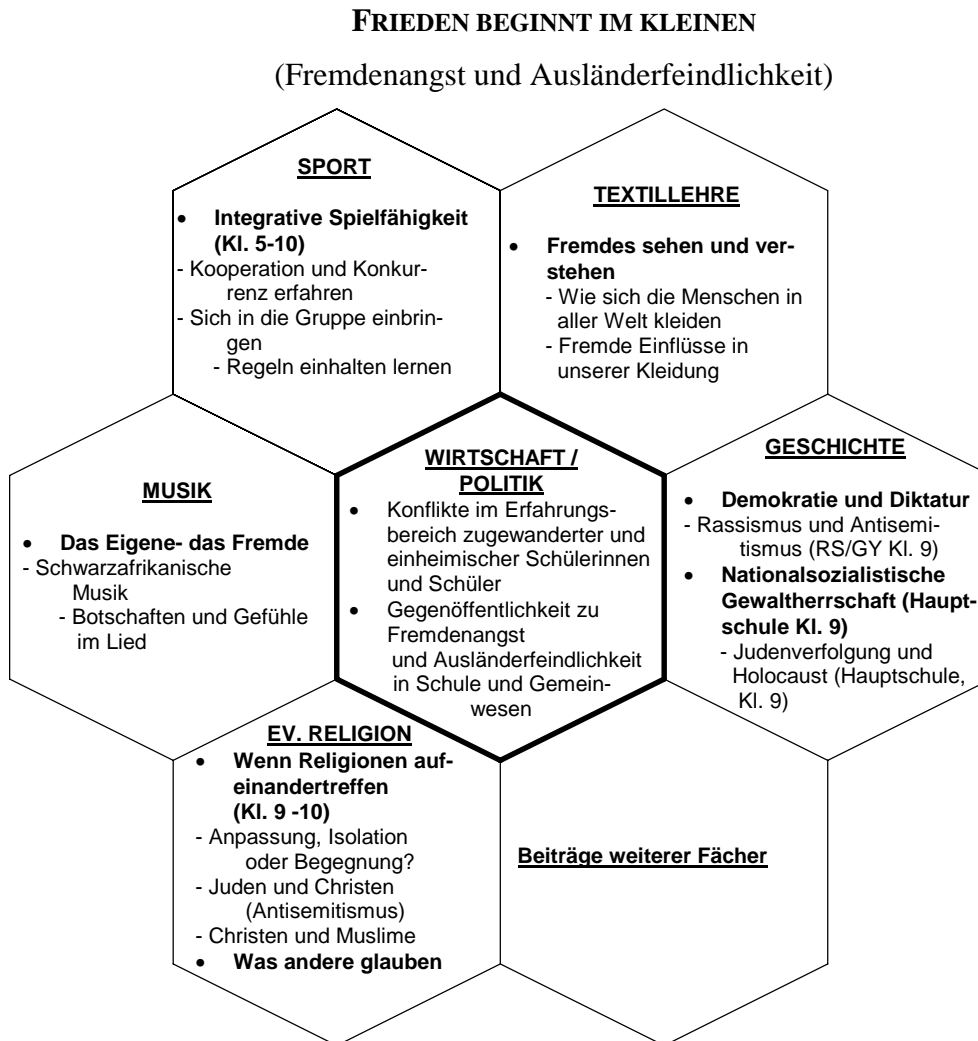 FRIEDEN BEGINNT IM KLEINEN
(Fremdenangst und Ausländerfeindlichkeit)
SPORT
• Integrative Spielfähigkeit
(Kl. 5-10)
- Kooperation und Konkur-
renz erfahren
- Sich in die Gruppe einbrin-
gen
- Regeln einhalten lernen
TEXTILLEHRE
• Fremdes sehen und ver-
stehen
- Wie sich die Menschen in
aller Welt kleiden
- Fremde Einflüsse in
unserer Kleidung
MUSIK
• Das Eigene- das Fremde
- Schwarzafrikanische
Musik
- Botschaften und Gefühle
im Lied
WIRTSCHAFT /
POLITIK
• Konflikte im Erfahrungs-
bereich zugewanderter und
einheimischer Schülerinnen
und Schüler
• Gegenöffentlichkeit zu
Fremdenangst
und Ausländerfeindlichkeit
in Schule und Gemein-
wesen
GESCHICHTE
• Demokratie und Diktatur
- Rassismus und Antisemi-
tismus (RS/GY Kl. 9)
• Nationalsozialistische
Gewaltherrschaft (Haupt-
schule Kl. 9)
- Judenverfolgung und
Holocaust (Hauptschule,
Kl. 9)
EV. RELIGION
• Wenn Religionen auf-
einandertreffen
(Kl. 9 -10)
- Anpassung, Isolation
oder Begegnung?
- Juden und Christen
(Antisemitismus)
- Christen und Muslime
• Was andere glauben
Beiträge weiterer Fächer